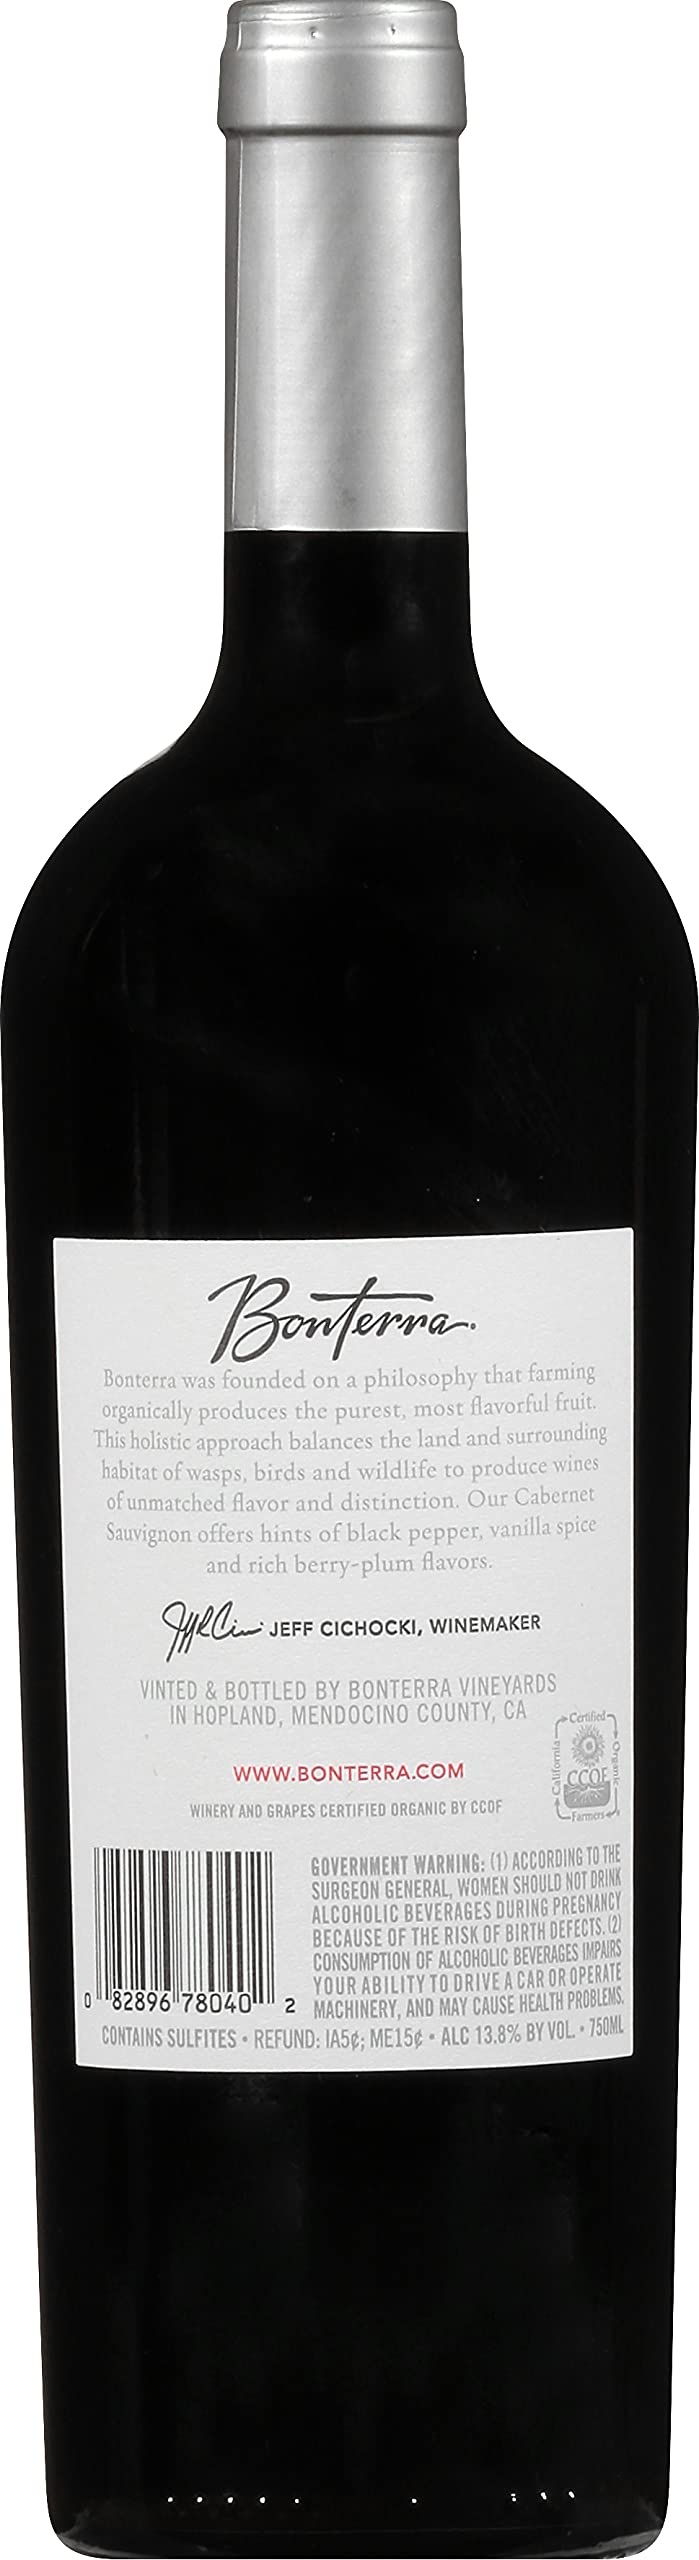 Bonterra.
Bonterra was founded on a philosophy that farming
organically produces the purest, most flavorful fruit.
This holistic approach balances the land and surrounding
habitat of wasps, birds and wildlife to produce wines
of unmatched flavor and distinction. Our Cabernet
Sauvignon offers hints of black pepper, vanilla spice
and rich berry-plum flavors.
JEFF CICHOCKI, WINEMAKER
VINTED & BOTTLED BY BONTERRA VINEYARDS
IN HOPLAND, MENDOCINO COUNTY, CA
WWW.BONTERRA.COM
WINERY AND GRAPES CERTIFIED ORGANIC BY CCOF
California
Certified
Organic
CCOF
Farmers
GOVERNMENT WARNING: (1) ACCORDING TO THE
SURGEON GENERAL, WOMEN SHOULD NOT DRINK
ALCOHOLIC BEVERAGES DURING PREGNANCY
BECAUSE OF THE RISK OF BIRTH DEFECTS. (2)
CONSUMPTION OF ALCOHOLIC BEVERAGES IMPAIRS
YOUR ABILITY TO DRIVE A CAR OR OPERATE
MACHINERY, AND MAY CAUSE HEALTH PROBLEMS.
0 82896 78040 2
CONTAINS SULFITES • REFUND: IA5¢; ME15¢ • ALC 13.8% BY VOL. • 750ML